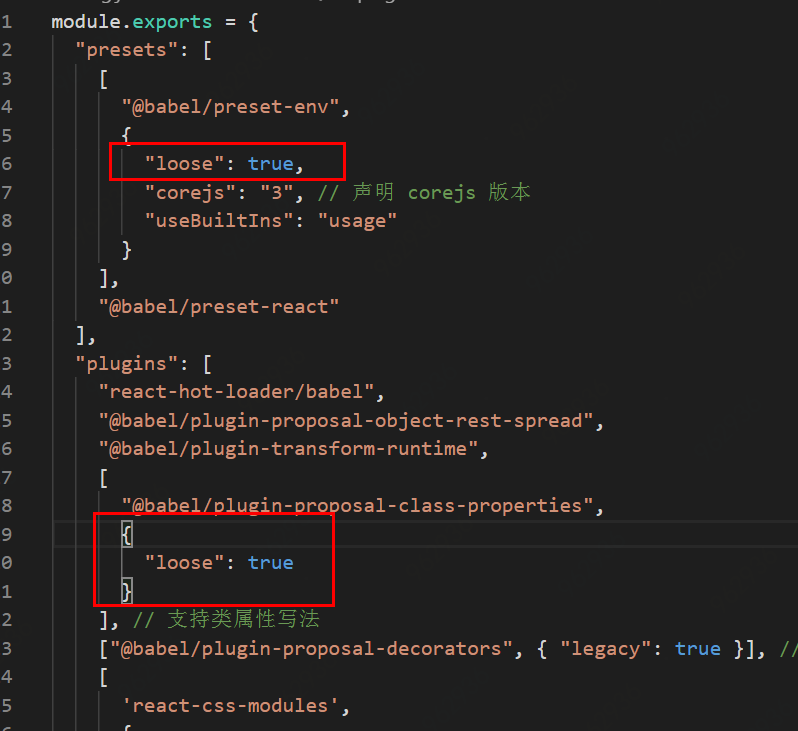 1 module.exports = {
2 "presets": [
3 [
4 "@babel/preset-env",
5 {
6 "loose": true,
7 "corejs": "3", // 声明 corejs 版本
8 "useBuiltIns": "usage"
9 }
0 ],
1 "@babel/preset-react"
2 ],
3 "plugins": [
4 "react-hot-loader/babel",
5 "@babel/plugin-proposal-object-rest-spread",
6 "@babel/plugin-transform-runtime",
7 [
8 "@babel/plugin-proposal-class-properties",
9 {
0 "loose": true
1 }
2 ], // 支持类属性写法
3 ["@babel/plugin-proposal-decorators", { "legacy": true }], //
4 [
5 'react-css-modules',
{